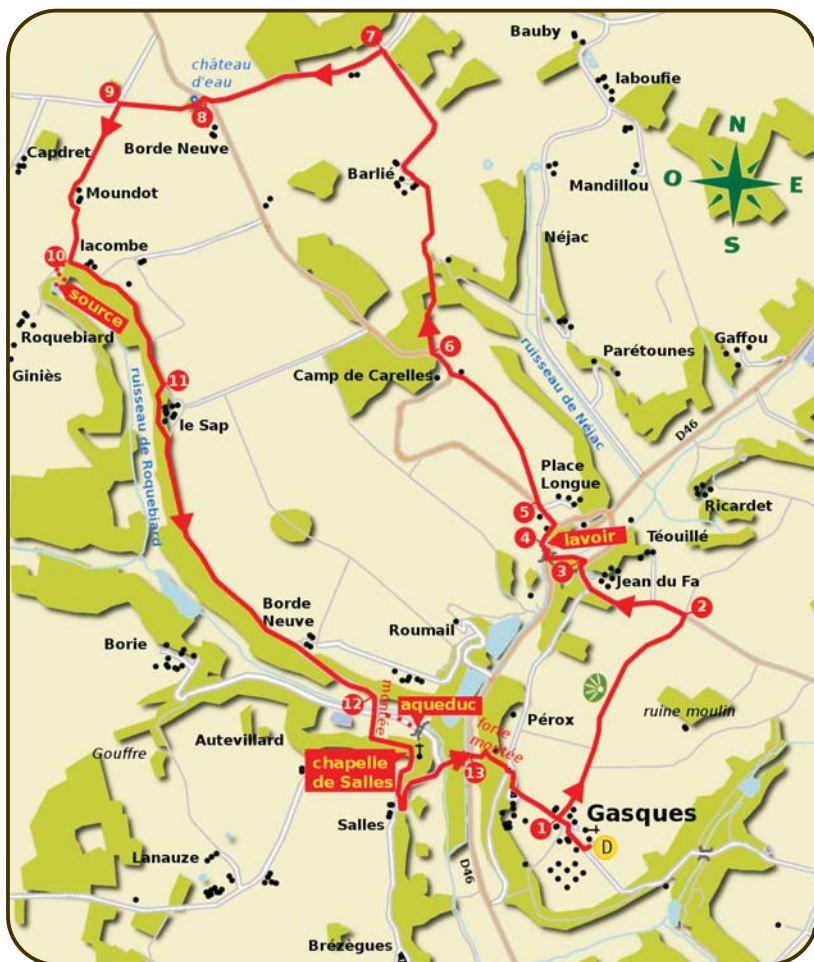 7
château
d'eau
Bauby
laboufie
9
8
Borde Neuve
Capdret
Moundot
Barlié
Mandillou
N
O
E
S
lacombe
10
source
Néjac
Roquebiard
Giniès
ruisseau de Roquebiard
11
le Sap
6
Camp de Carelles
ruisseau de Néjac
Parétounes
Gaffou
D46
Place
Longue
5
4
lavoir
Ricardet
Téouillé
3
Jean du Fa
2
Borde
Neuve
Roumail
Borie
12
montée
aqueduc
Autevillard
Gouffre
chapelle
de Salles
forte
montée
Pérox
ruine moulin
13
Salles
1
Gasques
D
Lanauze
D46
Brézègues